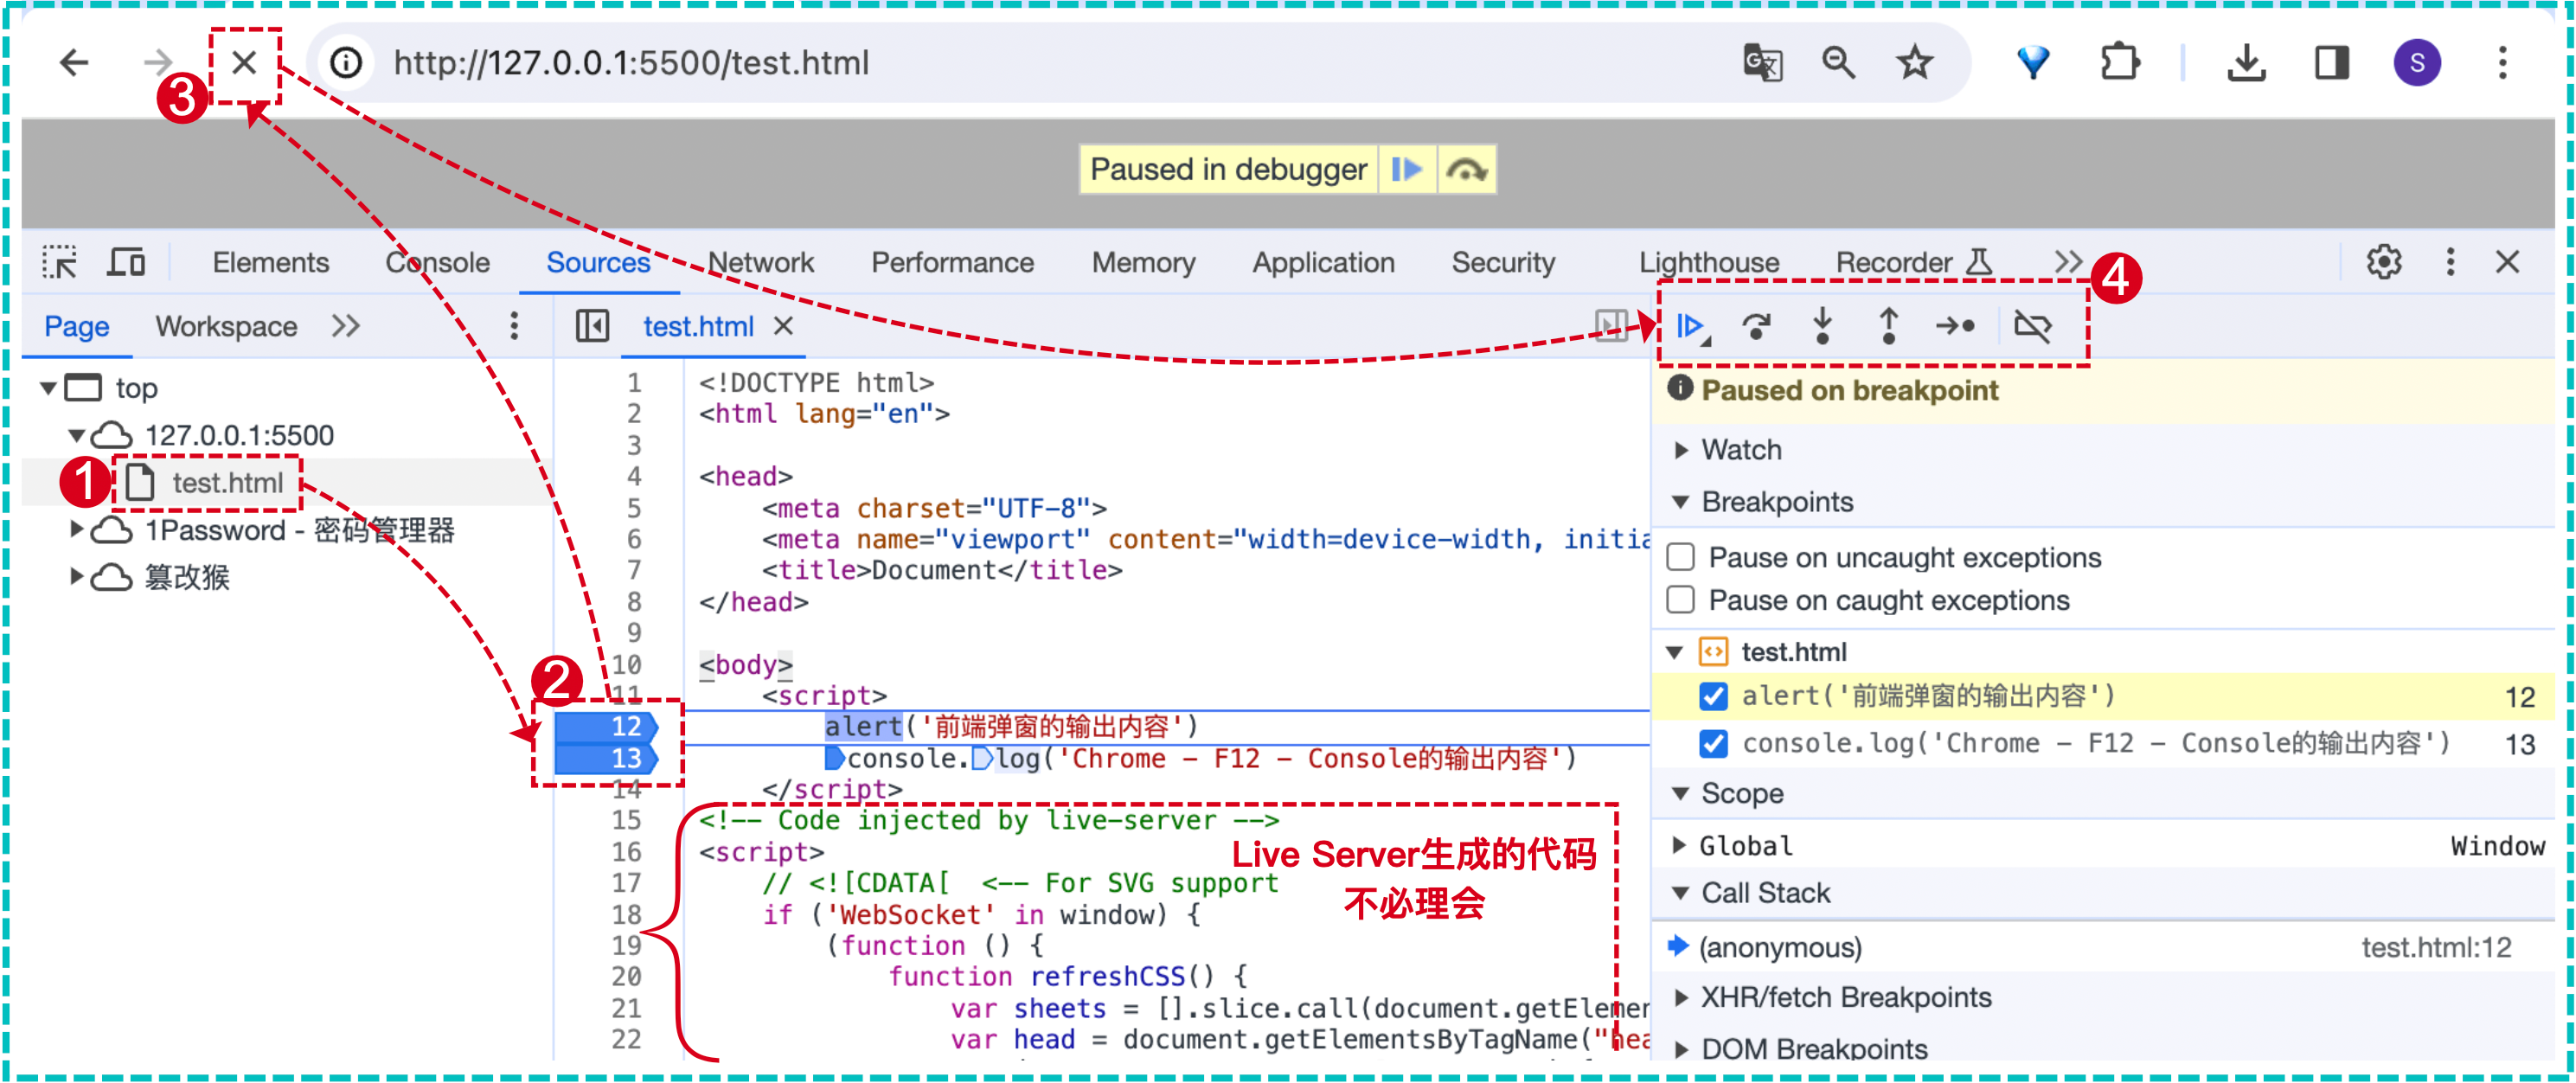 ③
http://127.0.0.1:5500/test.html
S
Paused in debugger
Elements Console Sources Network Performance Memory Application Security Lighthouse Recorder
④
Page Workspace
test.html
top
127.0.0.1:5500
① test.html
1Password - 密码管理器
篡改猴
②
1 <!DOCTYPE html>
2 <html lang="en">
3
4 <head>
5 <meta charset="UTF-8">
6 <meta name="viewport" content="width=device-width, initia
7 <title>Document</title>
8 </head>
9
10 <body>
11 <script>
12 alert('前端弹窗的输出内容')
13 console.log('Chrome - F12 - Console的输出内容')
14 </script>
15 <!-- Code injected by live-server -->
16 <script>
17 // <![CDATA[ <-- For SVG support
18 if ('WebSocket' in window) {
19 (function () {
20 function refreshCSS() {
21 var sheets = [].slice.call(document.getElemen
22 var head = document.getElementsByTagName("hea
Live Server生成的代码
不必理会
Paused on breakpoint
Watch
Breakpoints
Pause on uncaught exceptions
Pause on caught exceptions
test.html
alert('前端弹窗的输出内容') 12
console.log('Chrome - F12 - Console的输出内容') 13
Scope
Global Window
Call Stack
(anonymous) test.html:12
XHR/fetch Breakpoints
DOM Breakpoints